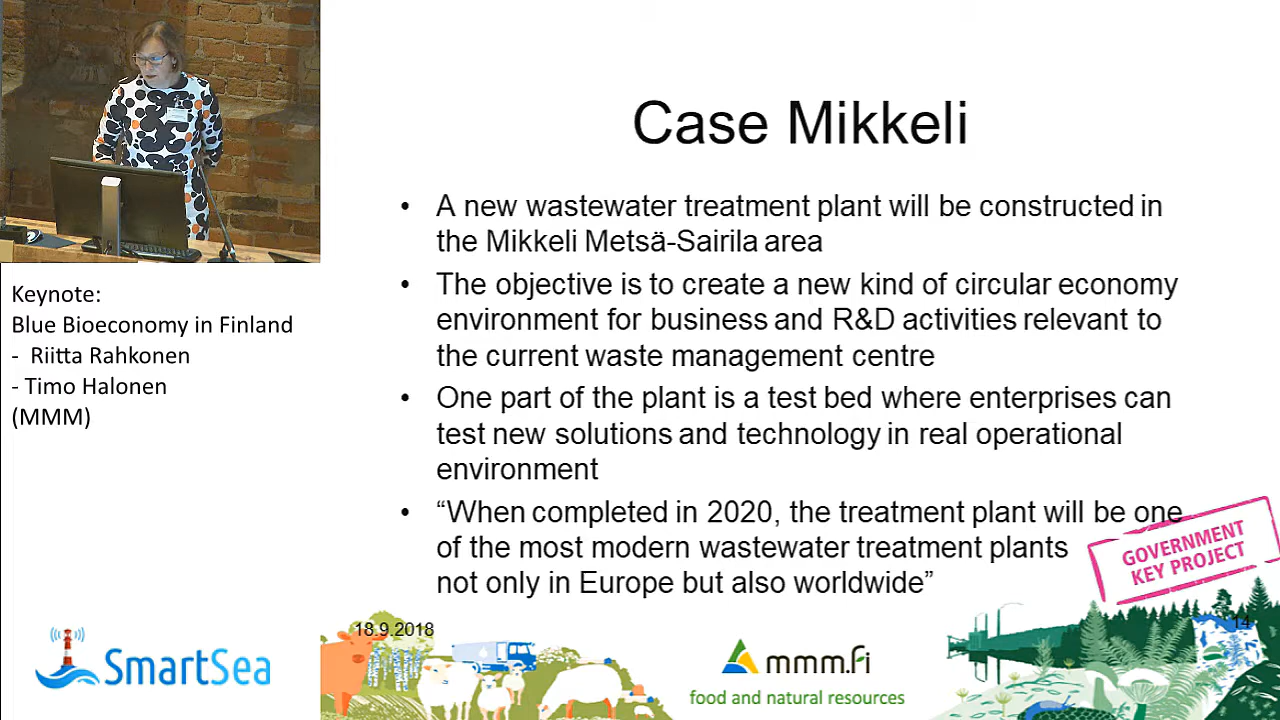 Case Mikkeli
• A new wastewater treatment plant will be constructed in
the Mikkeli Metsä-Sairila area
• The objective is to create a new kind of circular economy
environment for business and R&D activities relevant to
the current waste management centre
• One part of the plant is a test bed where enterprises can
test new solutions and technology in real operational
environment
• “When completed in 2020, the treatment plant will be one
of the most modern wastewater treatment plants
not only in Europe but also worldwide”
GOVERNMENT
KEY PROJECT
Keynote:
Blue Bioeconomy in Finland
- Riitta Rahkonen
- Timo Halonen
(MMM)
SmartSea
18.9.2018
mmm.fi
food and natural resources
14